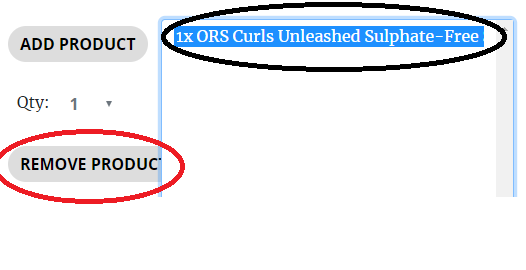 ADD PRODUCT
1x ORS Curls Unleashed Sulphate-Free
Qty: 1
REMOVE PRODUCT